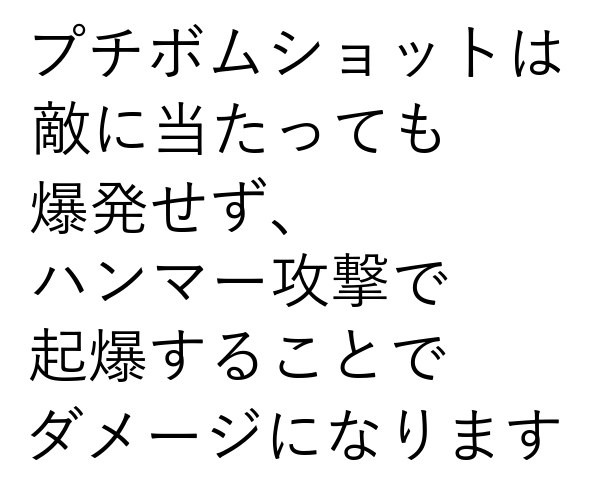 プチボムショットは
敵に当たっても
爆発せず、
ハンマー攻撃で
起爆することで
ダメージになります